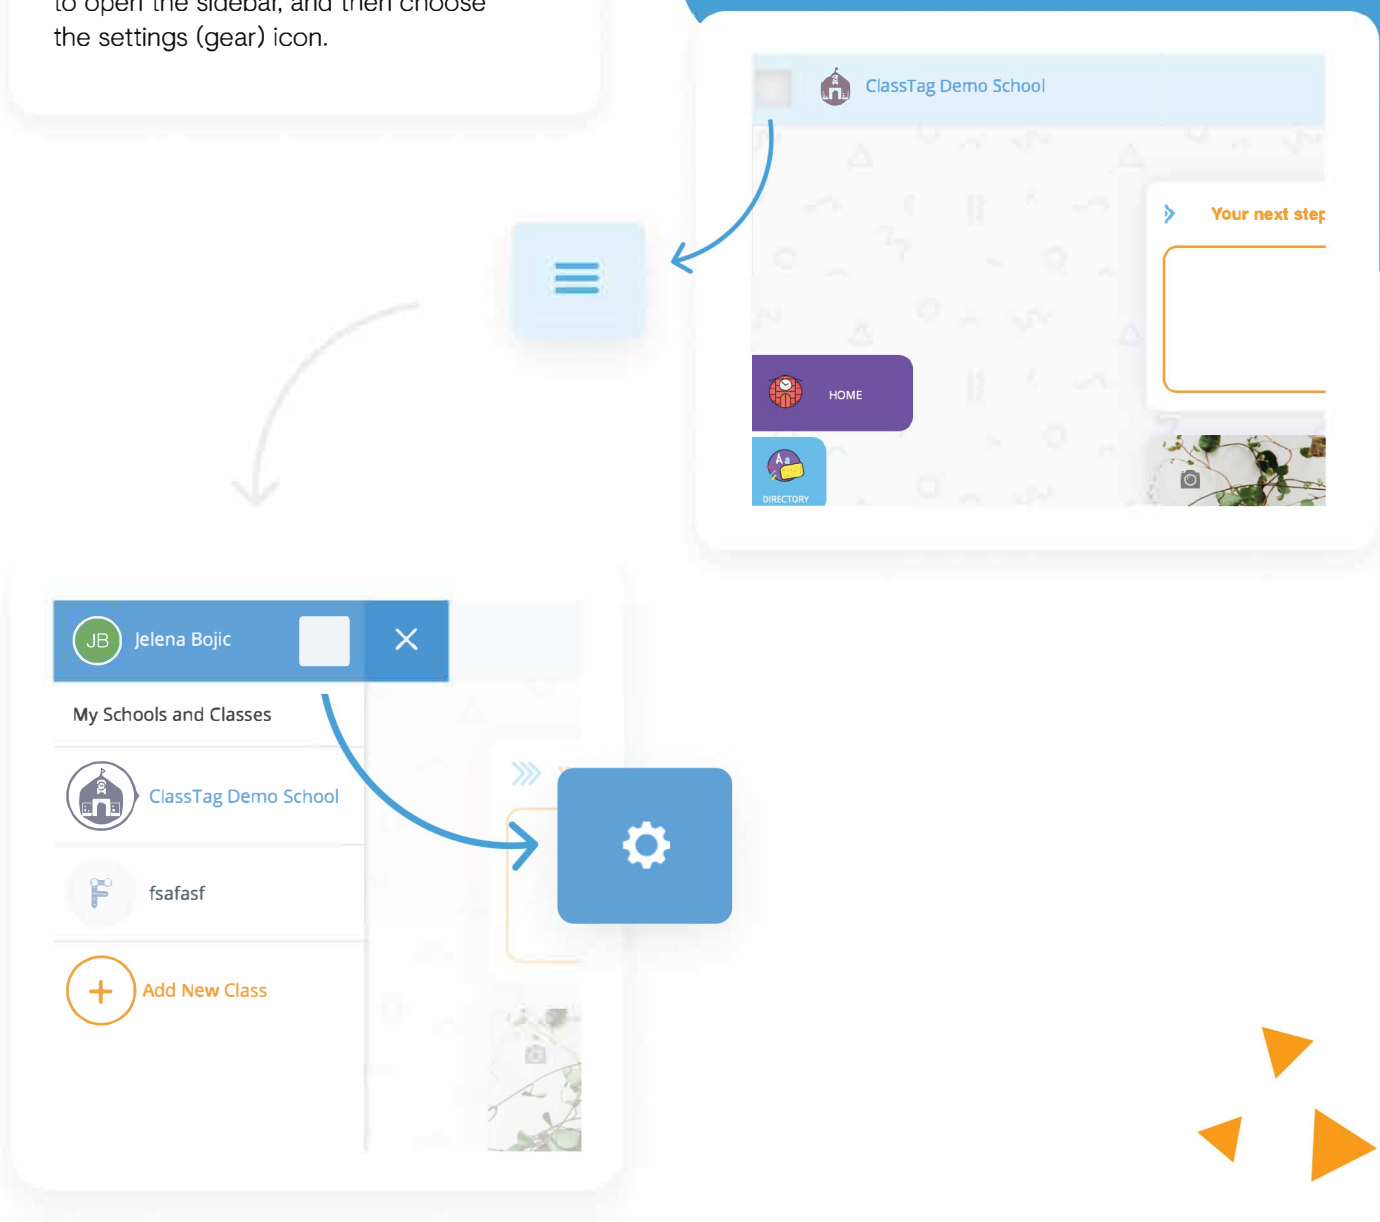 to open the sidebar, and then choose
the settings (gear) icon.
ClassTag Demo School
Your next step
HOME
Aa
DIRECTORY
JB
Jelena Bojic
My Schools and Classes
ClassTag Demo School
F
fsafasf
Add New Class